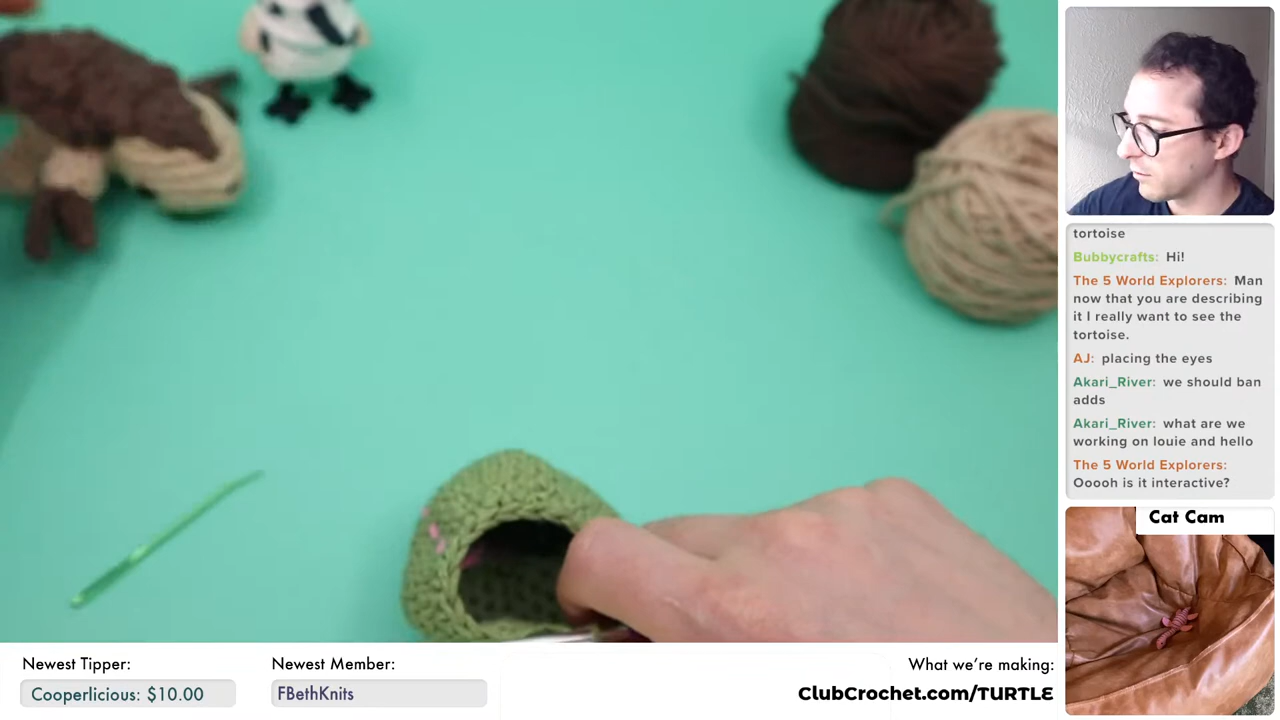 tortoise
Bubbycrafts: Hi!
The 5 World Explorers: Man
now that you are describing
it I really want to see the
tortoise.
AJ: placing the eyes
Akari_River: we should ban
adds
Akari_River: what are we
working on louie and hello
The 5 World Explorers:
Ooooh is it interactive?
Cat Cam
Newest Tipper:
Cooperlicious: $10.00
Newest Member:
FBethKnits
What we're making:
ClubCrochet.com/TURTLE